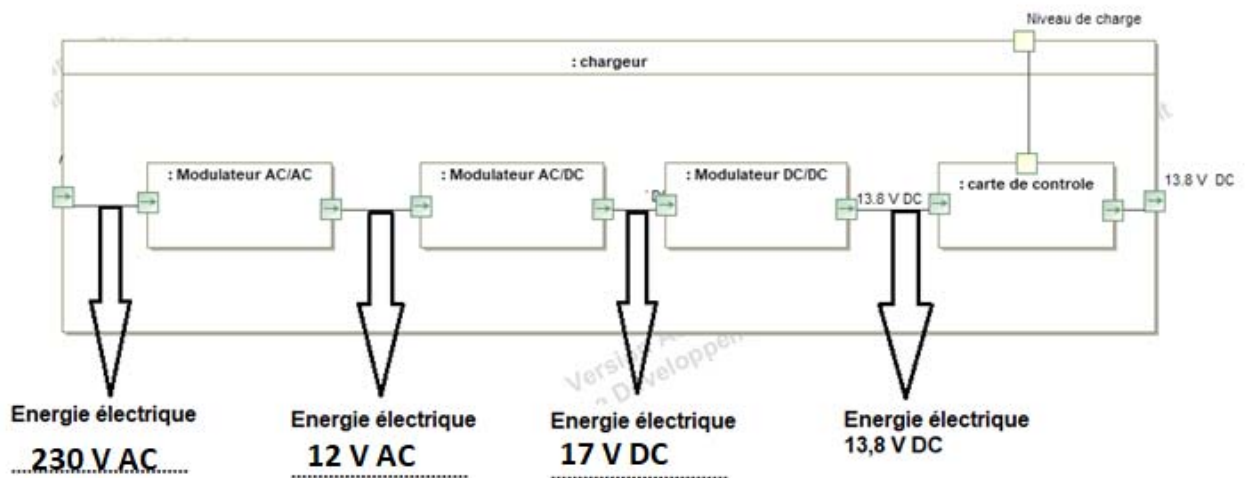 Niveau de charge
: chargeur
: Modulateur AC/AC
: Modulateur AC/DC
: Modulateur DC/DC
: carte de controle
13.8 V DC
13.8 V DC
Version
Developpem
Energie électrique
230 V AC
Energie électrique
12 V AC
Energie électrique
17 V DC
Energie électrique
13,8 V DC